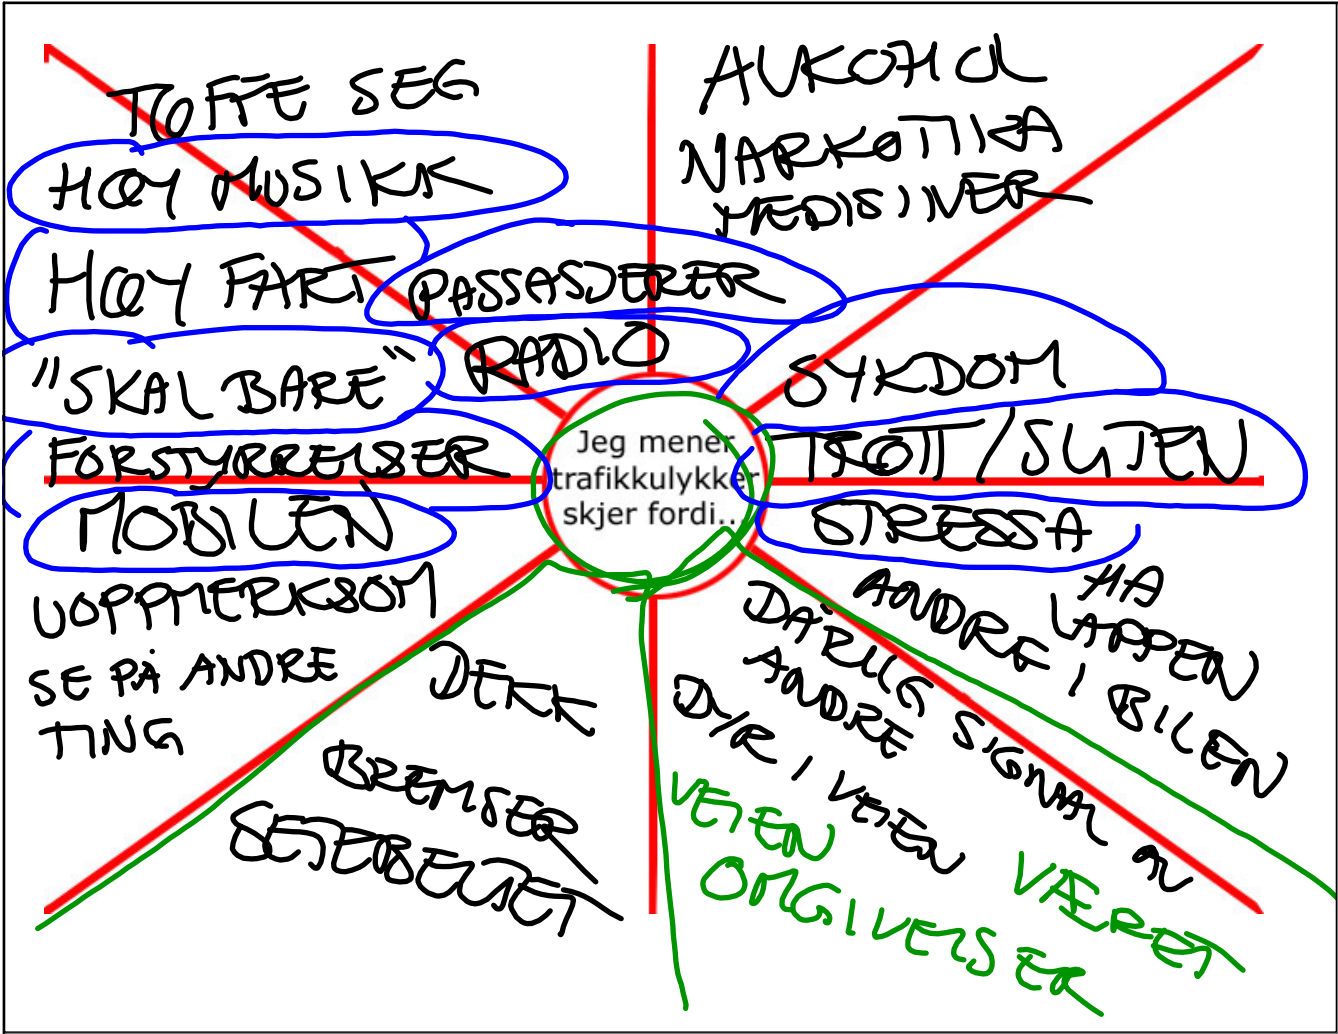 TØFFE SEG
HØY MUSIKK
HØY FART
PASSASJERER
"SKAL BARE"
RADIO
FORSTYRRELSER
MOBILEN
UOPPMERKSOM
SE PÅ ANDRE
TING
ALKOHOL
NARKOTIKA
MEDISINER
SYKDOM
TRØTT/SLITEN
STRESSA
Jeg mener
trafikkulykker
skjer fordi...
HA
LAPPEN
ANDRE I BILEN
DÅRLIG SIGNAL AV
ANDRE
DYR I VEIEN
VEIEN
VÆRET
OMGIVELSER
DEKK
BREMSER
SETEBELTET